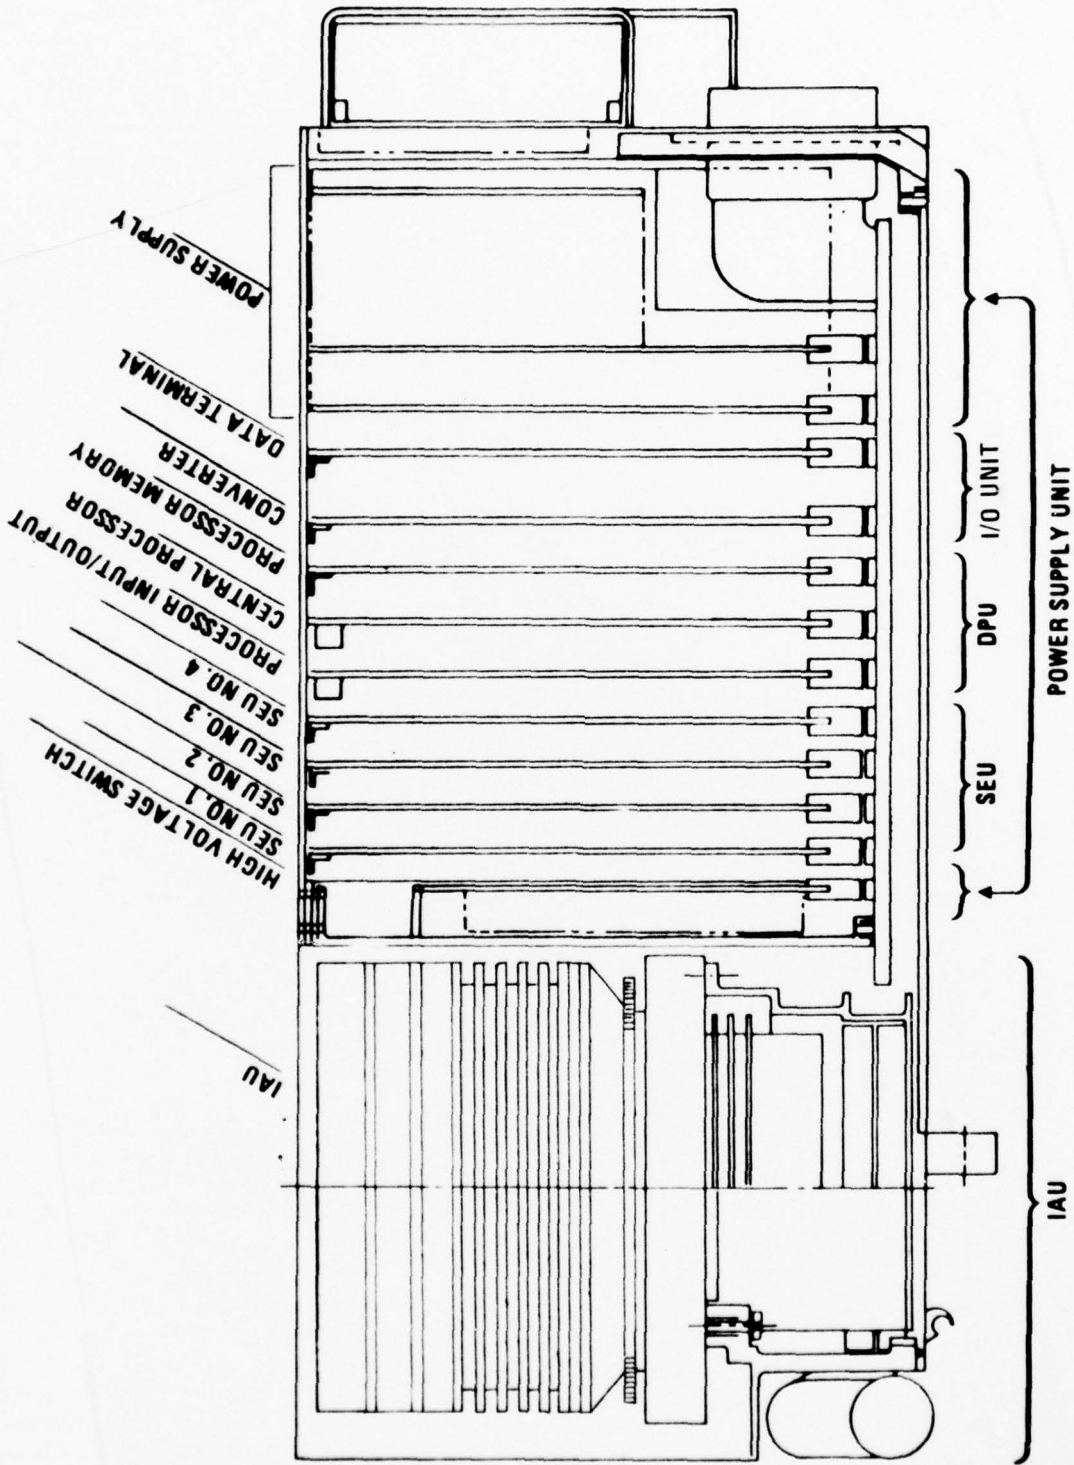 POWER SUPPLY
DATA TERMINAL
CONVERTER
PROCESSOR MEMORY
CENTRAL PROCESSOR
PROCESSOR INPUT/OUTPUT
SEU NO. 4
SEU NO. 3
SEU NO. 2
SEU NO. 1
HIGH VOLTAGE SWITCH
IAU
I/O UNIT
DPU
SEU
POWER SUPPLY UNIT
IAU